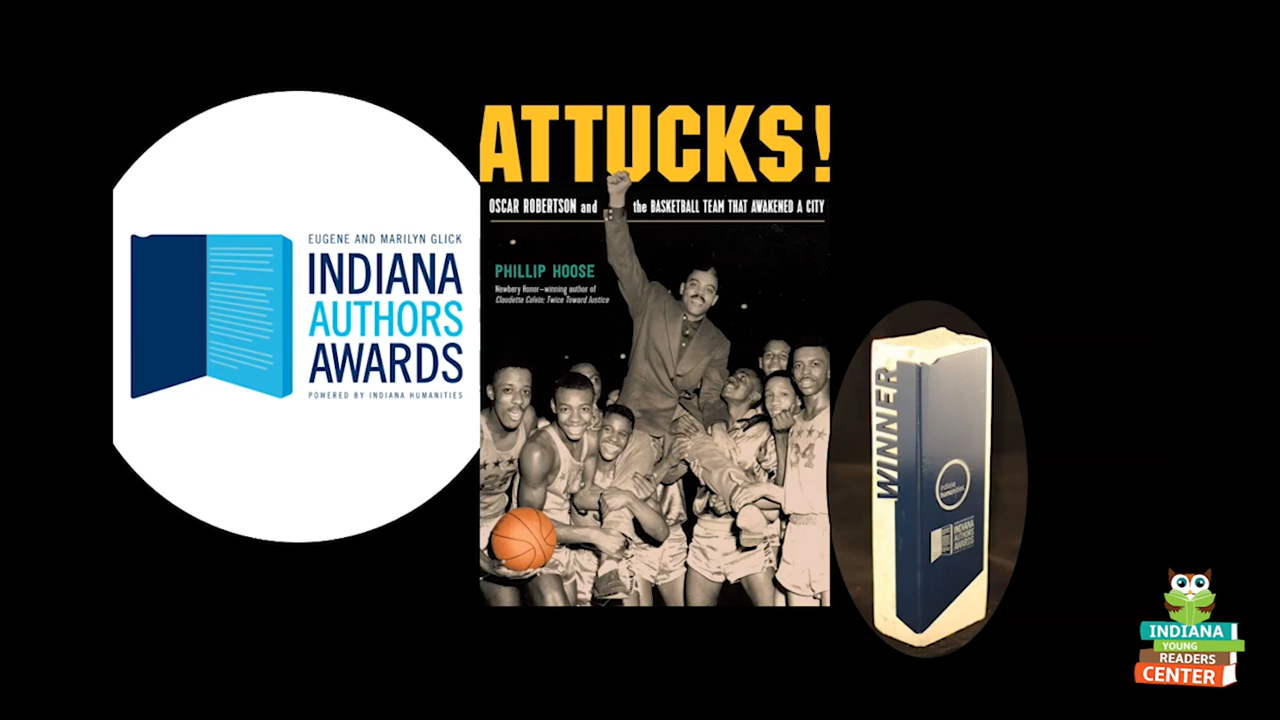 EUGENE AND MARILYN GLICK
INDIANA
AUTHORS
AWARDS
POWERED BY INDIANA HUMANITIES
ATTUCKS!
OSCAR ROBERTSON and the BASKETBALL TEAM THAT AWAKENED A CITY
PHILLIP HOOSE
Newbery Honor–winning author of
Claudette Colvin: Twice Toward Justice
34
WINNER
indiana
humanities
INDIANA
AUTHORS
AWARDS
INDIANA
YOUNG
READERS
CENTER